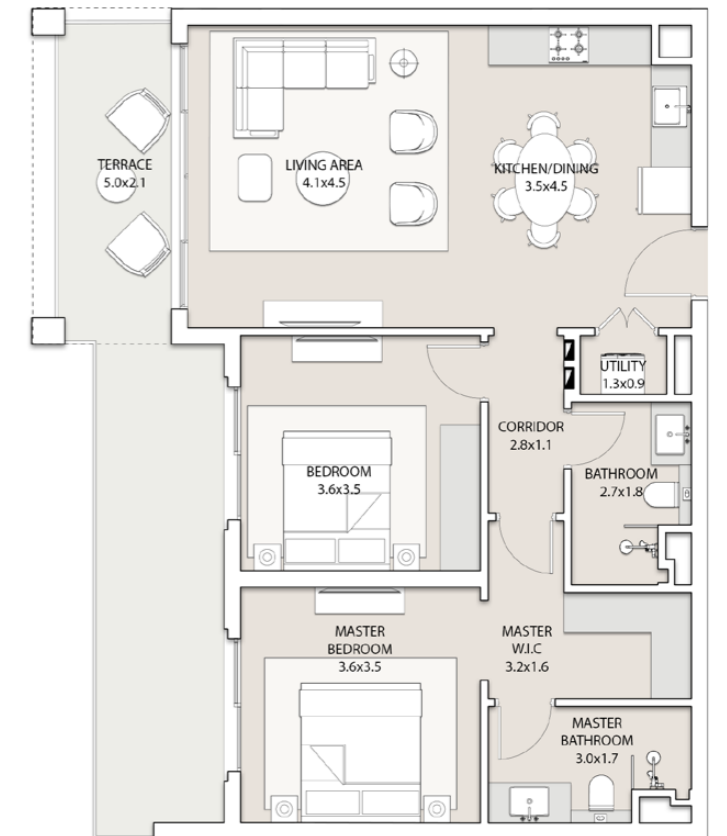 TERRACE
5.0x2.1
LIVING AREA
4.1x4.5
KITCHEN/DINING
3.5x4.5
UTILITY
1.3x0.9
CORRIDOR
2.8x1.1
BATHROOM
2.7x1.8
BEDROOM
3.6x3.5
MASTER
BEDROOM
3.6x3.5
MASTER
W.I.C
3.2x1.6
MASTER
BATHROOM
3.0x1.7